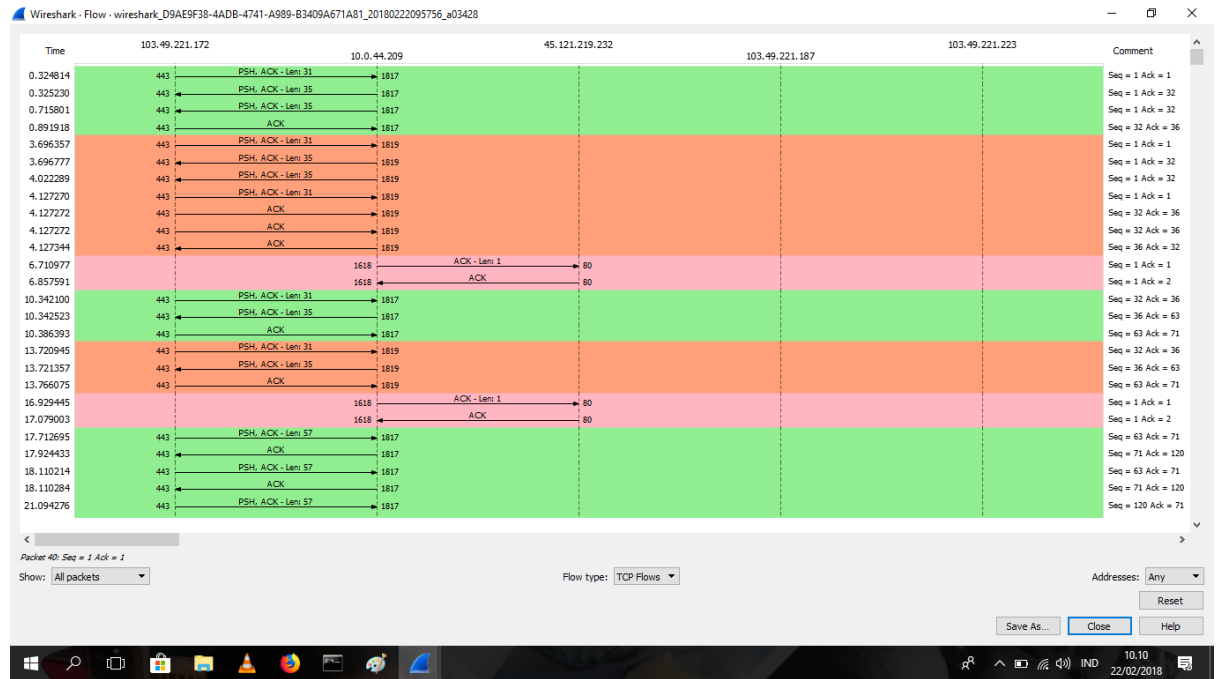 Wireshark · Flow · wireshark_D9AE9F38-4ADB-4741-A989-B3409A671A81_20180222095756_a03428
Time 103.49.221.172 10.0.44.209 45.121.219.232 103.49.221.187 103.49.221.223 Comment
0.324814 443 PSH, ACK - Len: 31 1817 Seq = 1 Ack = 1
0.325230 443 PSH, ACK - Len: 35 1817 Seq = 1 Ack = 32
0.715801 443 PSH, ACK - Len: 35 1817 Seq = 1 Ack = 32
0.891918 443 ACK 1817 Seq = 32 Ack = 36
3.696357 443 PSH, ACK - Len: 31 1819 Seq = 1 Ack = 1
3.696777 443 PSH, ACK - Len: 35 1819 Seq = 1 Ack = 32
4.022289 443 PSH, ACK - Len: 35 1819 Seq = 1 Ack = 32
4.127270 443 PSH, ACK - Len: 31 1819 Seq = 1 Ack = 1
4.127272 443 ACK 1819 Seq = 32 Ack = 36
4.127272 443 ACK 1819 Seq = 32 Ack = 36
4.127344 443 ACK 1819 Seq = 36 Ack = 32
6.710977 1618 ACK - Len: 1 80 Seq = 1 Ack = 1
6.857591 1618 ACK 80 Seq = 1 Ack = 2
10.342100 443 PSH, ACK - Len: 31 1817 Seq = 32 Ack = 36
10.342523 443 PSH, ACK - Len: 35 1817 Seq = 36 Ack = 63
10.386393 443 ACK 1817 Seq = 63 Ack = 71
13.720945 443 PSH, ACK - Len: 31 1819 Seq = 32 Ack = 36
13.721357 443 PSH, ACK - Len: 35 1819 Seq = 36 Ack = 63
13.766075 443 ACK 1819 Seq = 63 Ack = 71
16.929445 1618 ACK - Len: 1 80 Seq = 1 Ack = 1
17.079003 1618 ACK 80 Seq = 1 Ack = 2
17.712695 443 PSH, ACK - Len: 57 1817 Seq = 63 Ack = 71
17.924433 443 ACK 1817 Seq = 71 Ack = 120
18.110214 443 PSH, ACK - Len: 57 1817 Seq = 63 Ack = 71
18.110284 443 ACK 1817 Seq = 71 Ack = 120
21.094276 443 PSH, ACK - Len: 57 1817 Seq = 120 Ack = 71
Packet 40: Seq = 1 Ack = 1
Show: All packets Flow type: TCP Flows Addresses: Any
Reset
Save As... Close Help
IND 10.10
22/02/2018